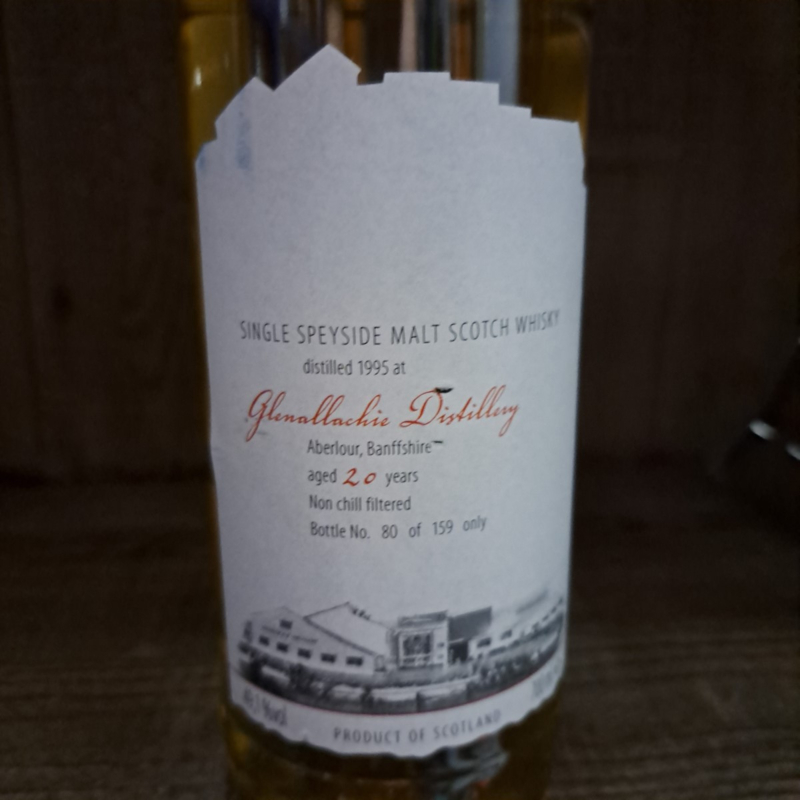 SINGLE SPEYSIDE MALT SCOTCH WHISKY
distilled 1995 at
Glenallachie Distillery
Aberlour, Banffshire
aged 20 years
Non chill filtered
Bottle No. 80 of 159 only
PRODUCT OF SCOTLAND